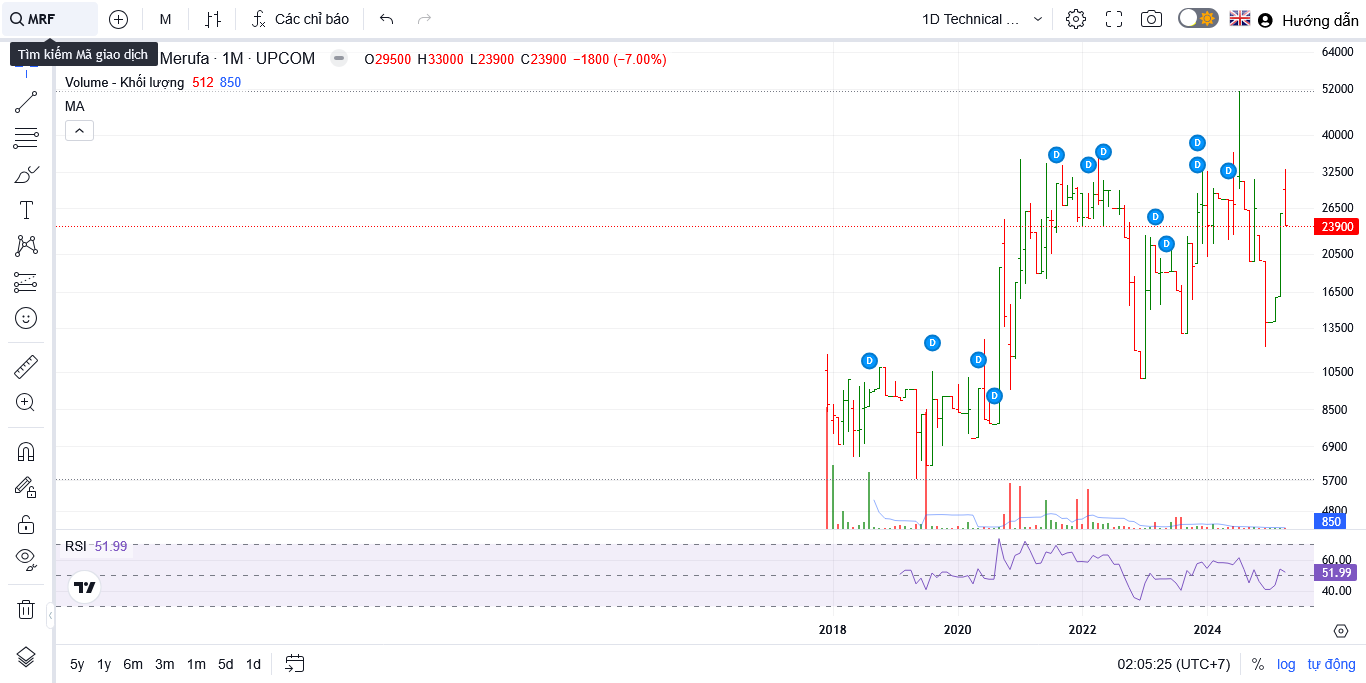 MRF
M
Các chỉ báo
1D Technical ...
Hướng dẫn
Tìm kiếm Mã giao dịch
Merufa · 1M · UPCOM
O29500 H33000 L23900 C23900 −1800 (−7.00%)
Volume - Khối lượng 512 850
MA
64000
52000
40000
32500
26500
23900
20500
16500
13500
10500
8500
6900
5700
4800
850
D
D
D
D
D
D
D
D
D
D
D
D
RSI 51.99
60.00
51.99
40.00
2018
2020
2022
2024
5y 1y 6m 3m 1m 5d 1d
02:05:25 (UTC+7)
% log tự động